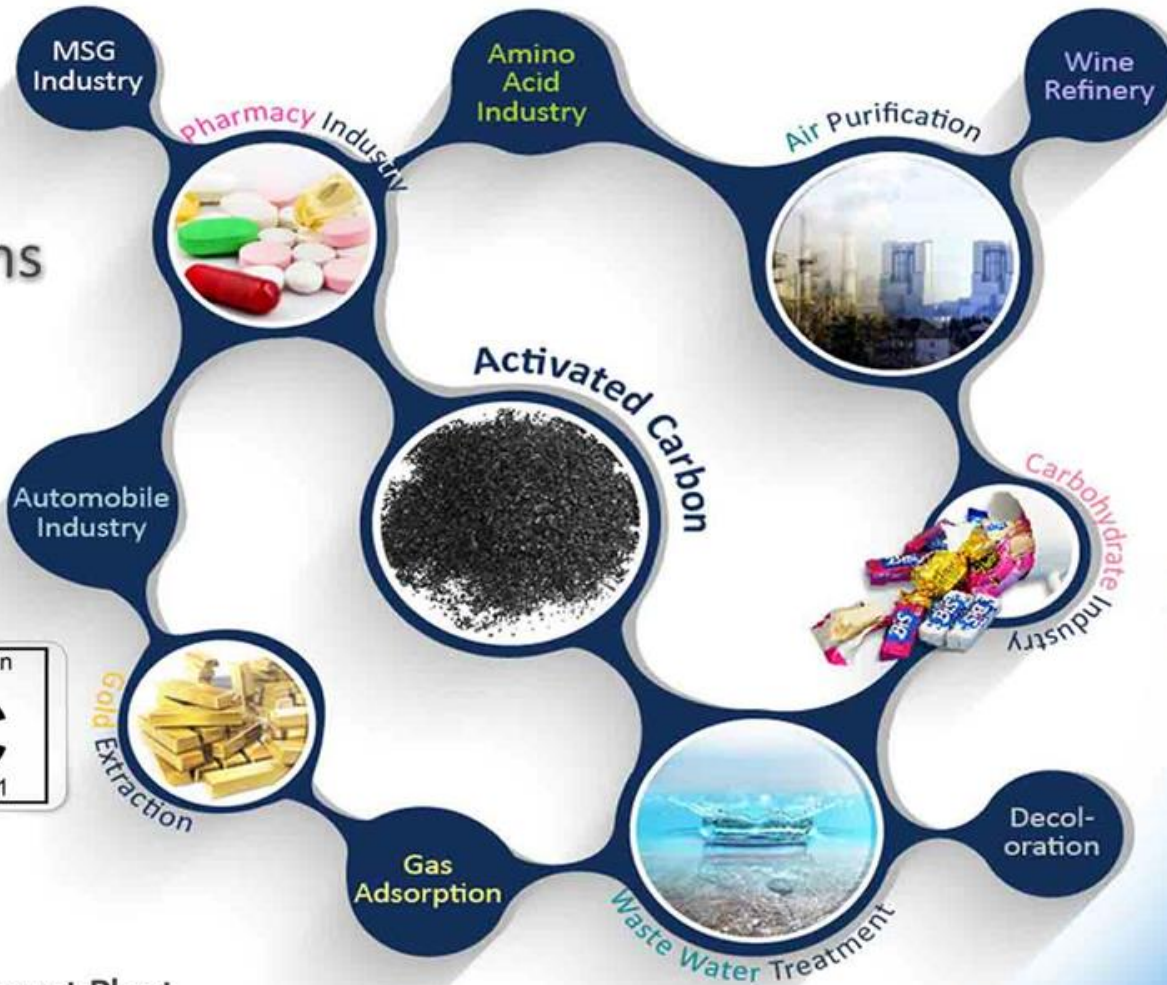 MSG
Industry
Amino
Acid
Industry
Wine
Refinery
Pharmacy Industry
Air Purification
Activated Carbon
Automobile
Industry
Carbohydrate Industry
Gold Extraction
Gas
Adsorption
Waste Water Treatment
Decol-
oration